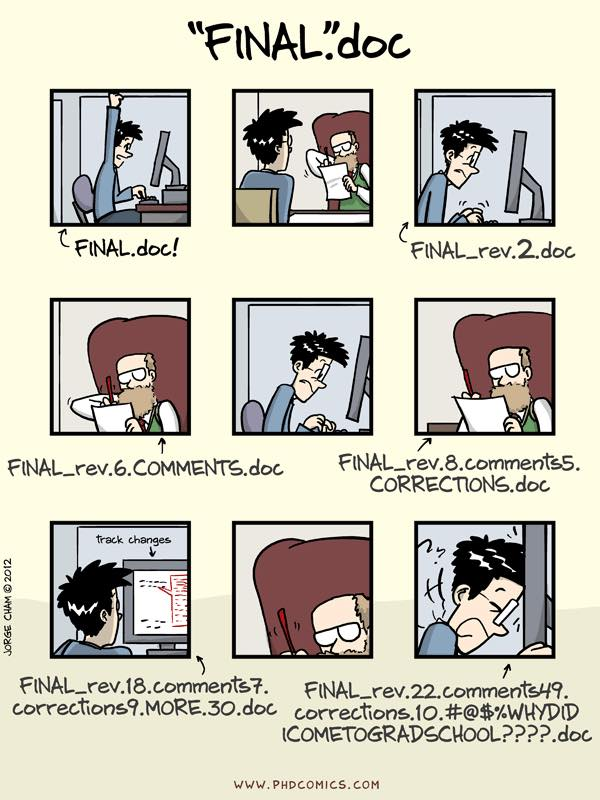 "FINAL".doc
FINAL.doc!
FINAL_rev.2.doc
FINAL_rev.6.COMMENTS.doc
FINAL_rev.8.comments5.
CORRECTIONS.doc
track changes
FINAL_rev.18.comments7.
corrections9.MORE.30.doc
FINAL_rev.22.comments49.
corrections.10.#@$%WHYDID
ICOMETOGRADSCHOOL????.doc
JORGE CHAM © 2012
WWW.PHDCOMICS.COM